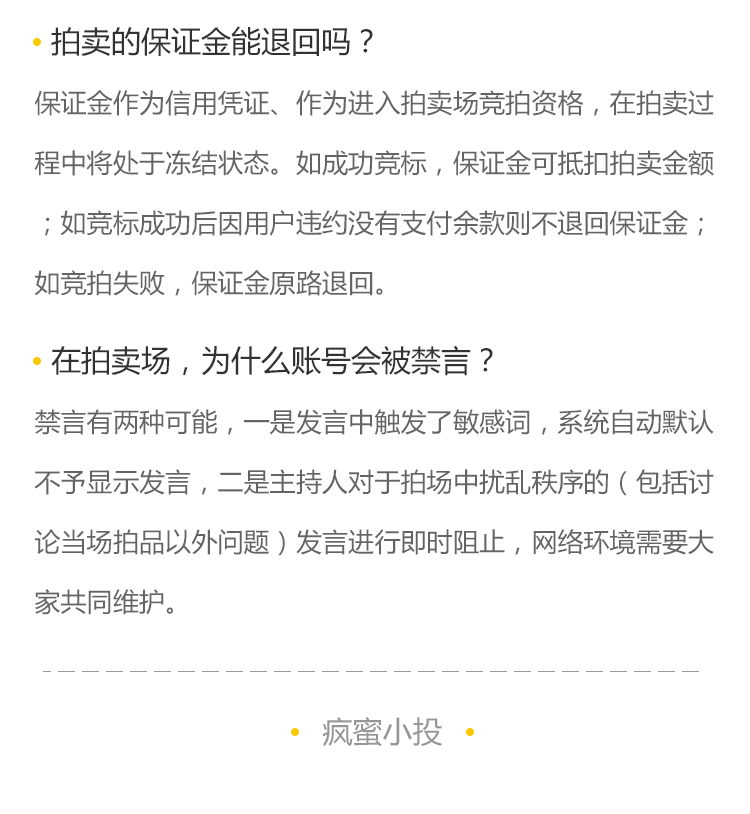 • 拍卖的保证金能退回吗？
保证金作为信用凭证、作为进入拍卖场竞拍资格，在拍卖过
程中将处于冻结状态。如成功竞标，保证金可抵扣拍卖金额
；如竞标成功后因用户违约没有支付余款则不退回保证金；
如竞拍失败，保证金原路退回。
• 在拍卖场，为什么账号会被禁言？
禁言有两种可能，一是发言中触发了敏感词，系统自动默认
不予显示发言，二是主持人对于拍场中扰乱秩序的（包括讨
论当场拍品以外问题）发言进行即时阻止，网络环境需要大
家共同维护。
• 疯蜜小投 •